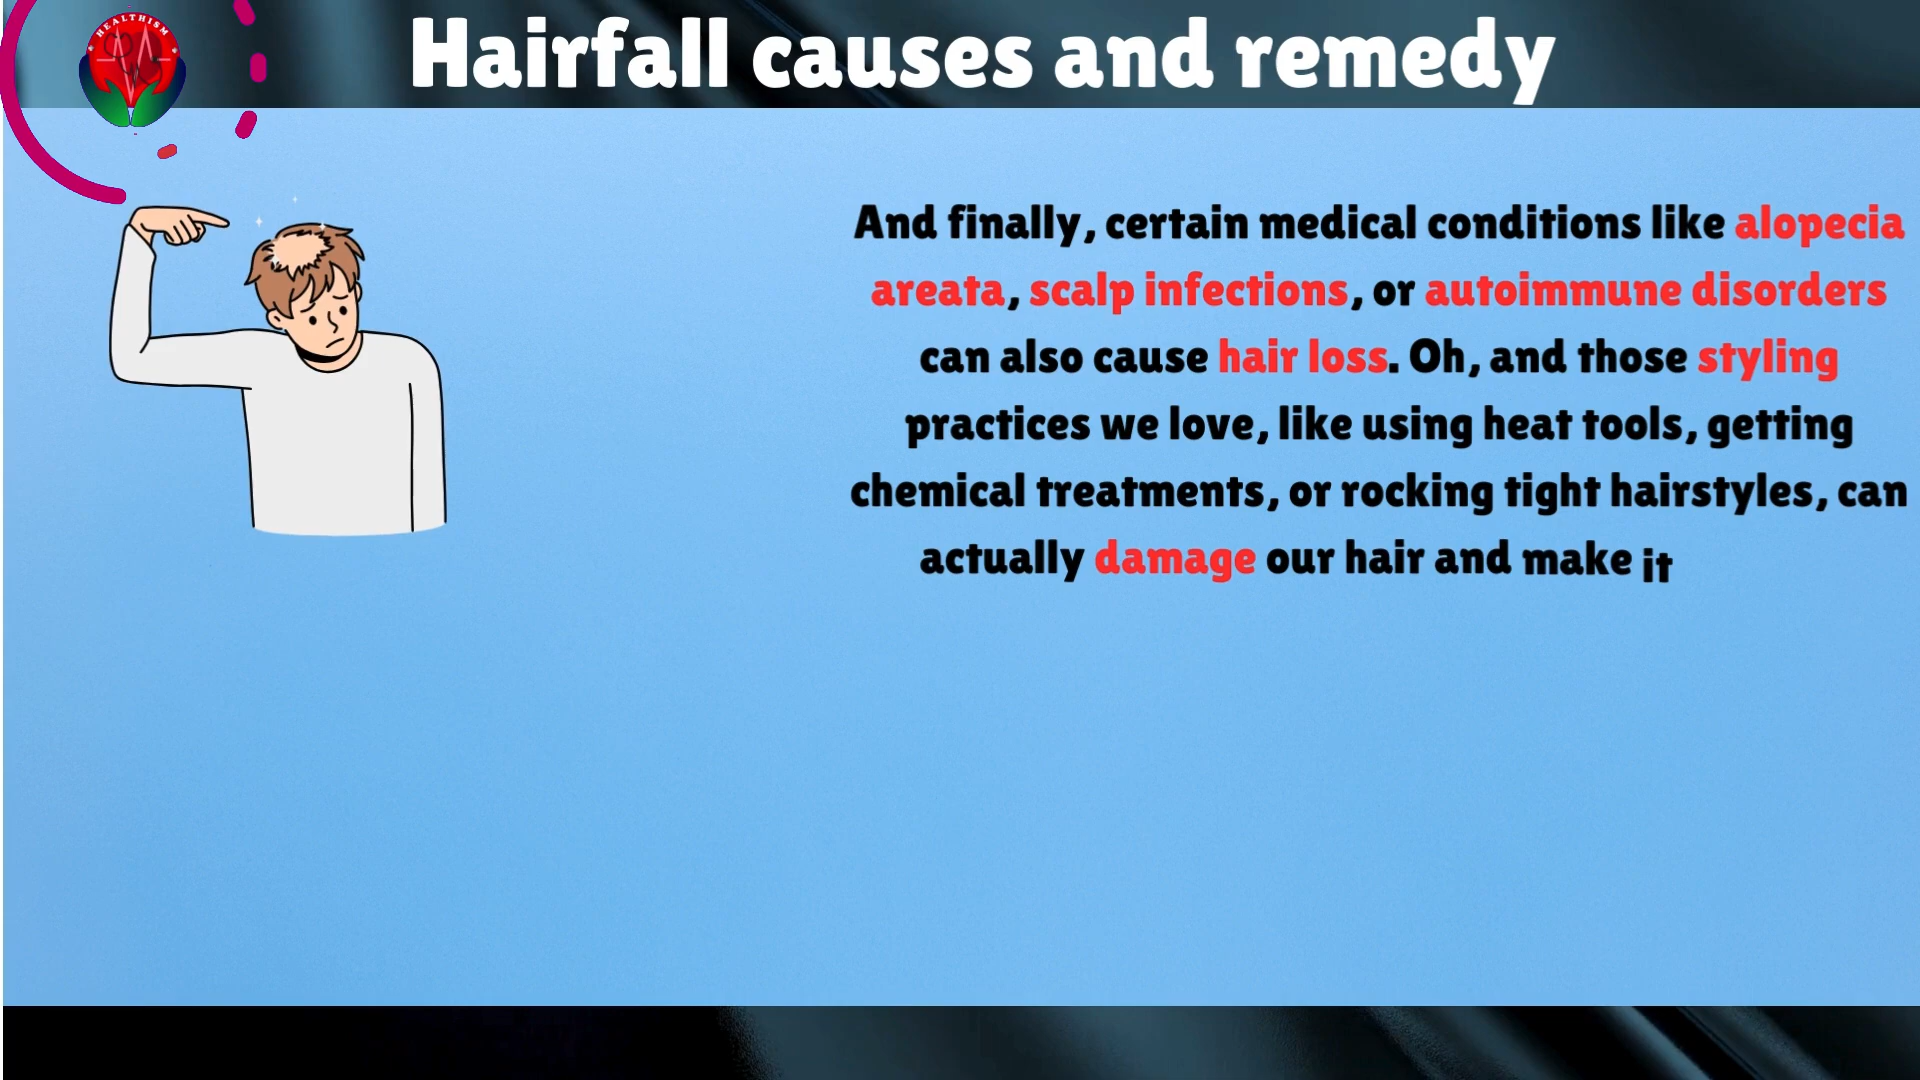 HEALTHISM
Hairfall causes and remedy
And finally, certain medical conditions like alopecia
areata, scalp infections, or autoimmune disorders
can also cause hair loss. Oh, and those styling
practices we love, like using heat tools, getting
chemical treatments, or rocking tight hairstyles, can
actually damage our hair and make it